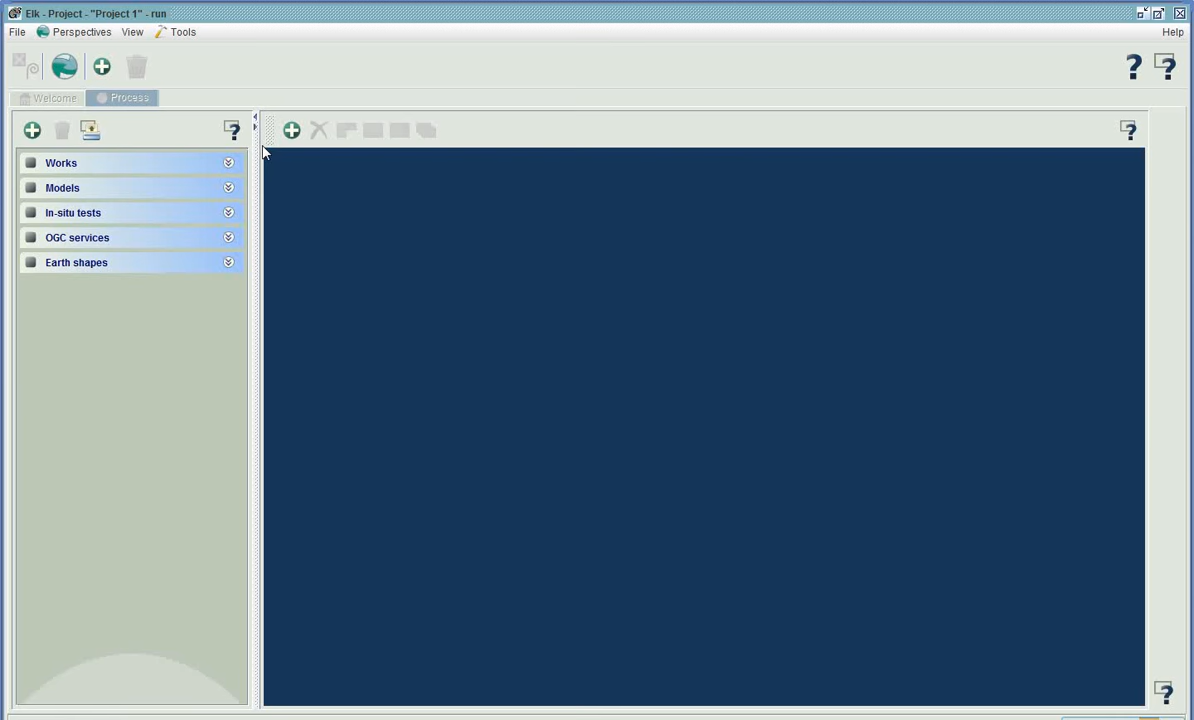 Elk - Project - "Project 1" - run
File Perspectives View Tools Help
Welcome Process
Works
Models
In-situ tests
OGC services
Earth shapes